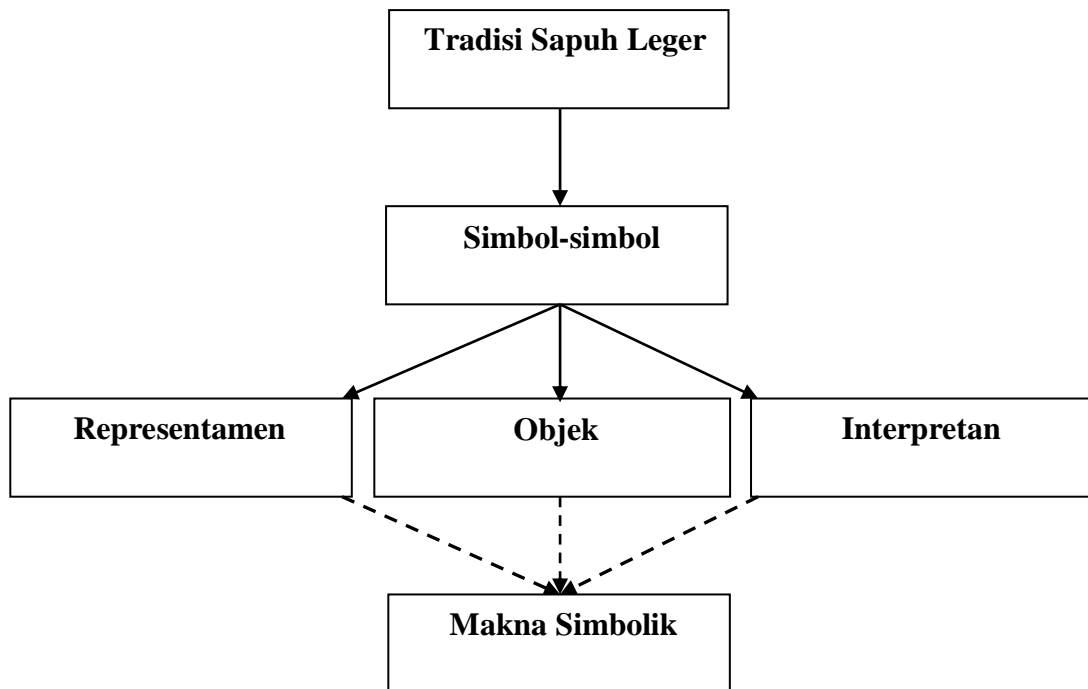 Tradisi Sapuh Leger
Simbol-simbol
Representamen
Objek
Interpretan
Makna Simbolik